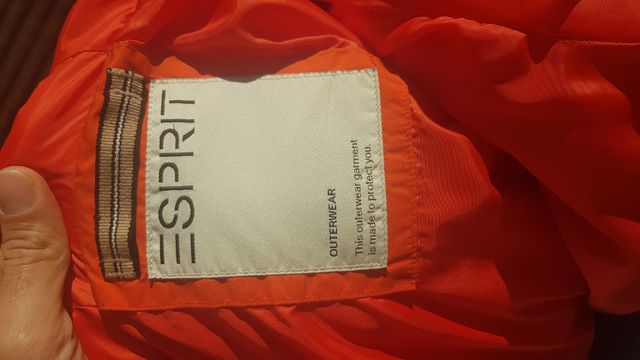 ESPRIT
OUTERWEAR
This outerwear garment
is made to protect you.